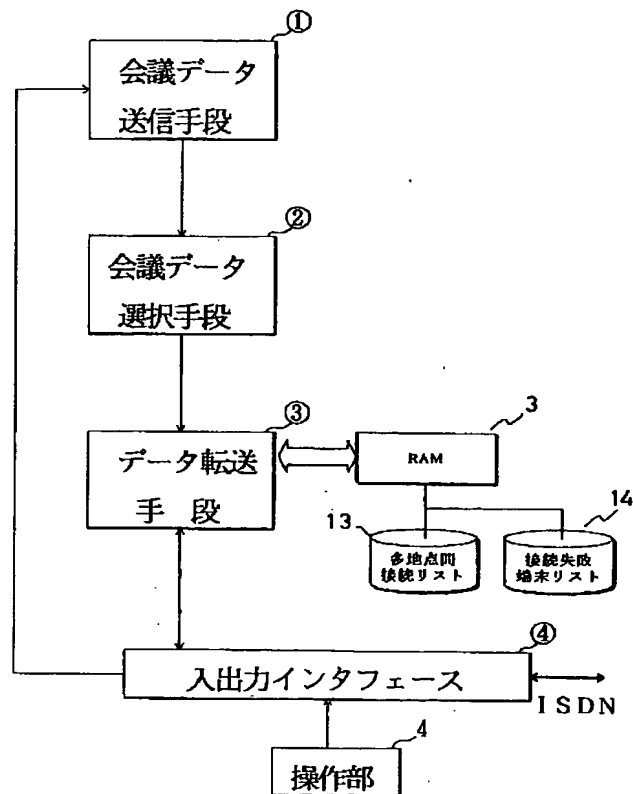 ①
会議データ
送信手段
②
会議データ
選択手段
③
データ転送
手 段
3
RAM
13
多地点間
接続リスト
14
接続失敗
端末リスト
④
入出力インタフェース
ISDN
4
操作部